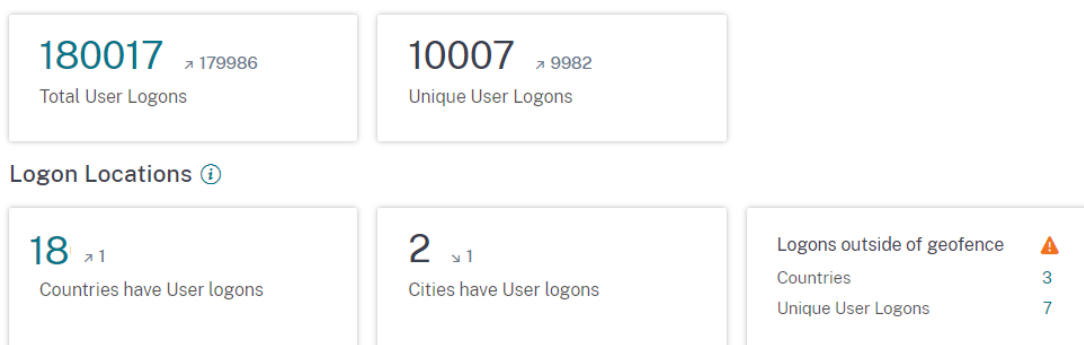 180017 ↗ 179986
Total User Logons
10007 ↗ 9982
Unique User Logons
Logon Locations
18 ↗ 1
Countries have User logons
2 ↘ 1
Cities have User logons
Logons outside of geofence
Countries 3
Unique User Logons 7